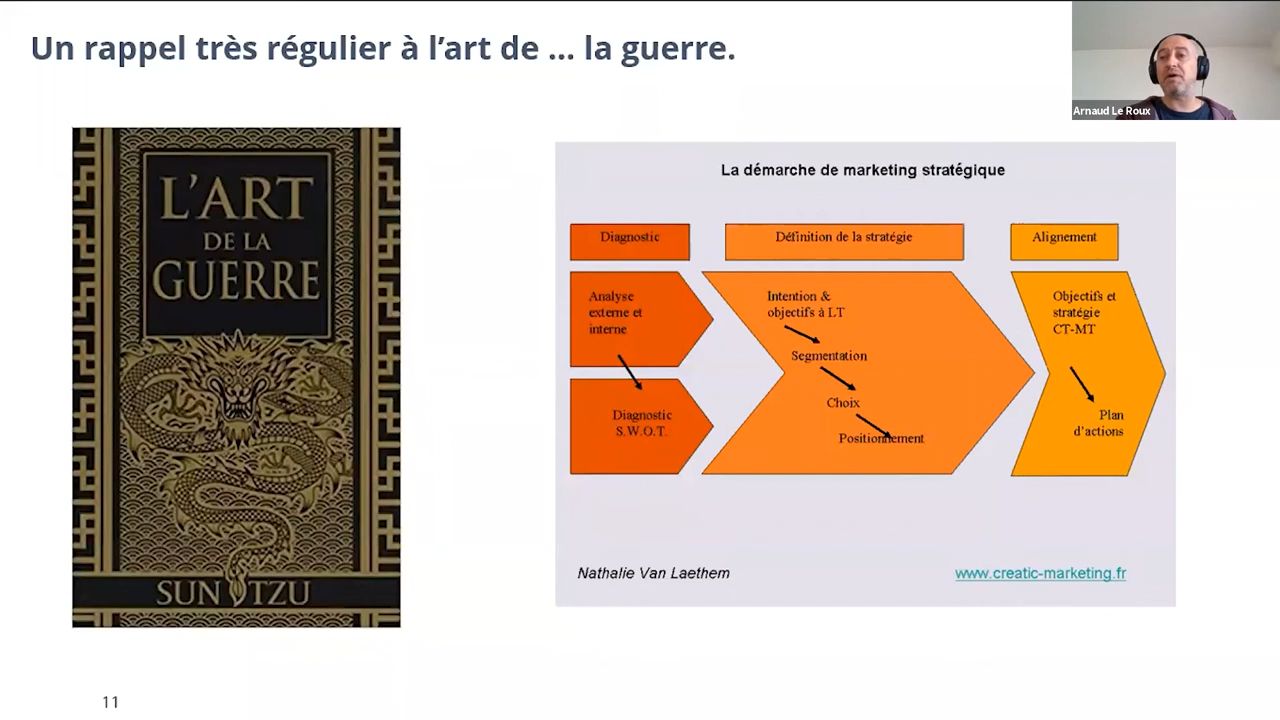 Un rappel très régulier à l’art de ... la guerre.
Arnaud Le Roux
L’ART
DE LA
GUERRE
SUN TZU
La démarche de marketing stratégique
Diagnostic
Définition de la stratégie
Alignement
Analyse
externe et
interne
Diagnostic
S.W.O.T.
Intention &
objectifs à LT
Segmentation
Choix
Positionnement
Objectifs et
stratégie
CT-MT
Plan
d’actions
Nathalie Van Laethem
www.creatic-marketing.fr
11